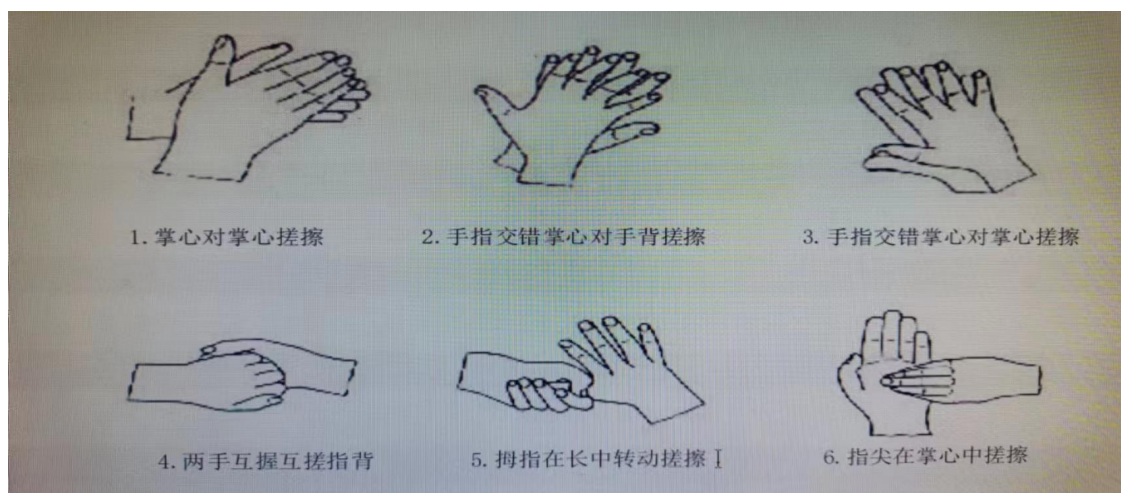 1.掌心对掌心搓擦
2.手指交错掌心对手背搓擦
3.手指交错掌心对掌心搓擦
4.两手互握互搓指背
5.拇指在长中转动搓擦
6.指尖在掌心中搓擦